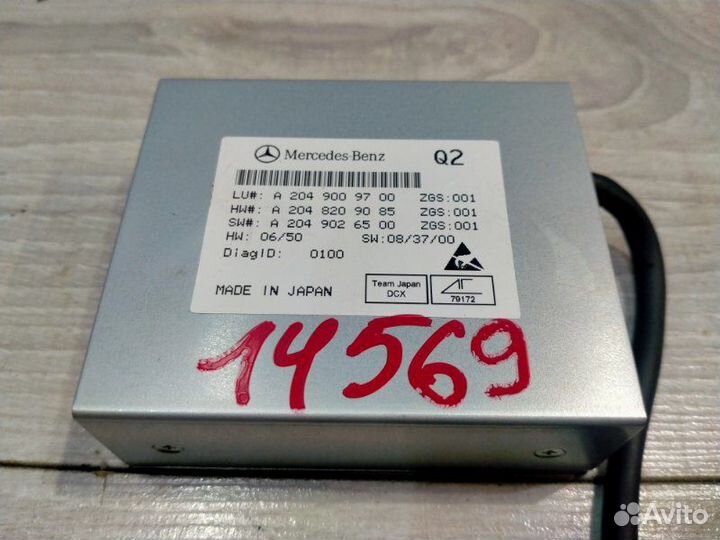 Mercedes-Benz Q2
LU#: A 204 900 97 00 ZGS:001
HW#: A 204 820 90 85 ZGS:001
SW#: A 204 902 65 00 ZGS:001
HW: 06/50 SW:08/37/00
DiagID: 0100
MADE IN JAPAN
Team Japan
DCX
79172
14569
Avito